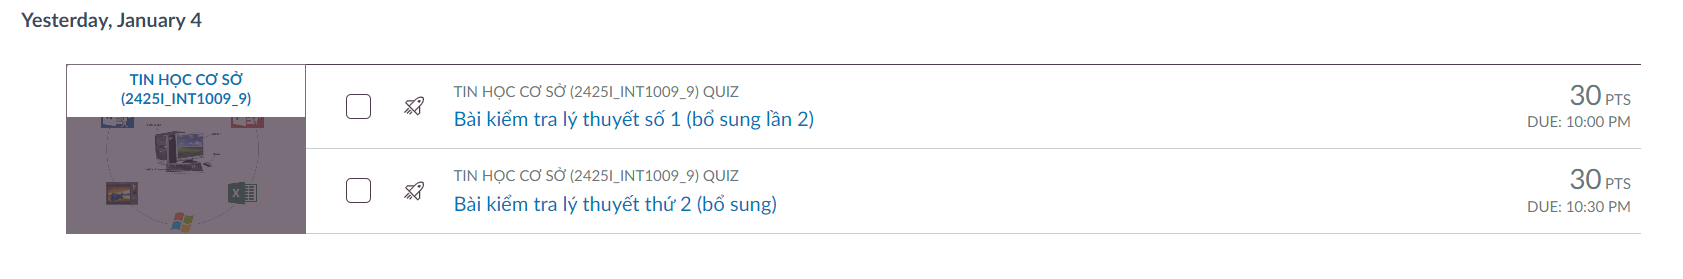 Yesterday, January 4
TIN HỌC CƠ SỞ
(2425I_INT1009_9)
TIN HỌC CƠ SỞ (2425I_INT1009_9) QUIZ
Bài kiểm tra lý thuyết số 1 (bổ sung lần 2)
30 PTS
DUE: 10:00 PM
TIN HỌC CƠ SỞ (2425I_INT1009_9) QUIZ
Bài kiểm tra lý thuyết thứ 2 (bổ sung)
30 PTS
DUE: 10:30 PM